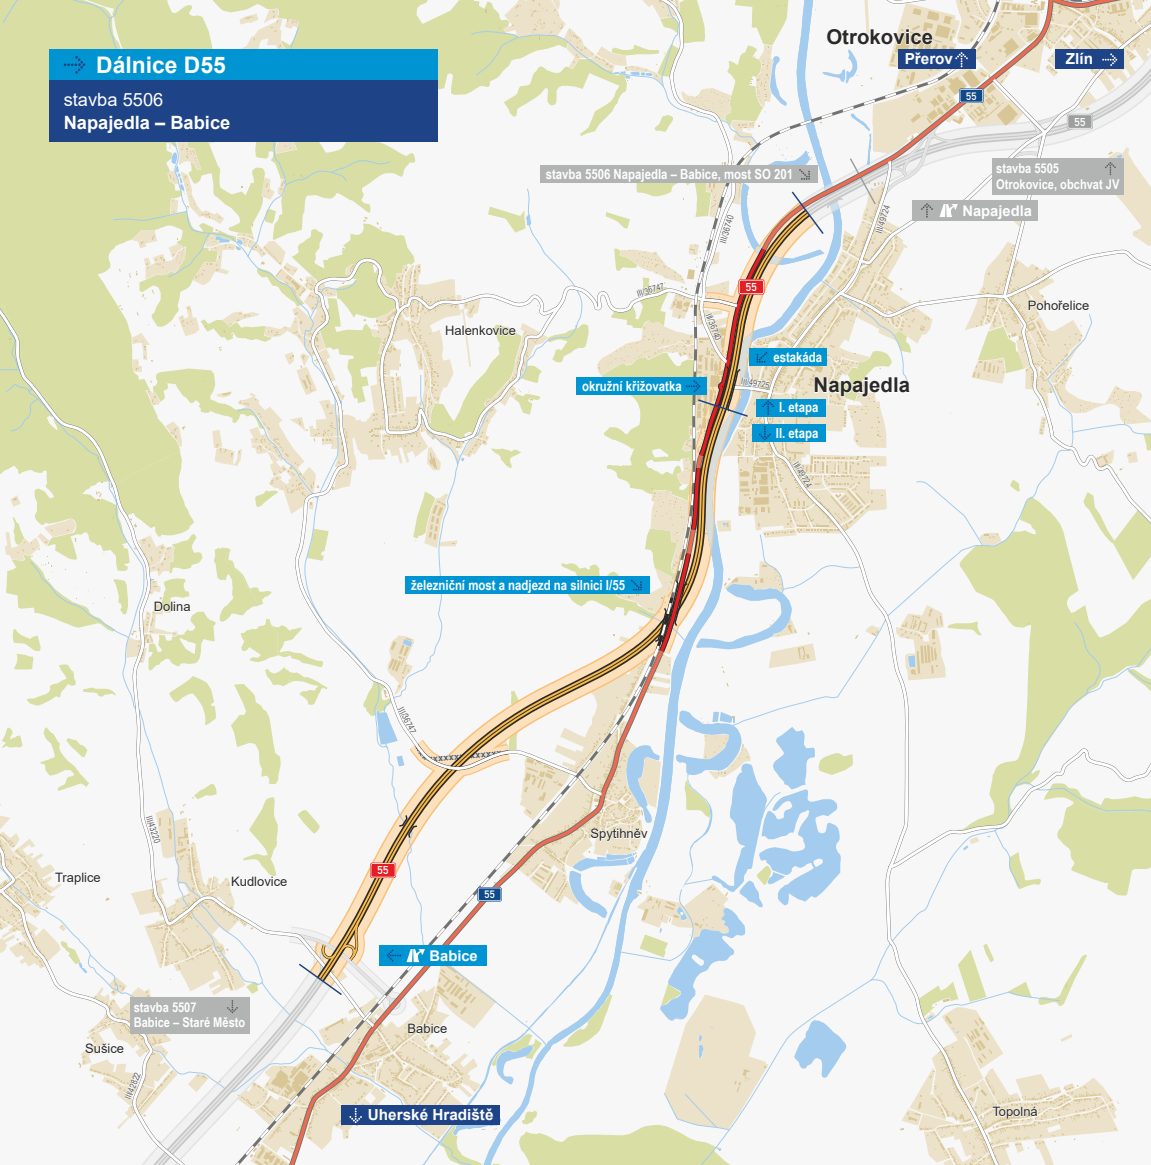 Dálnice D55
stavba 5506
Napajedla – Babice
Otrokovice
Přerov
Zlín
55
55
stavba 5506 Napajedla – Babice, most SO 201
stavba 5505
Otrokovice, obchvat JV
Napajedla
III/49724
III/36740
III/36747
55
Pohořelice
Halenkovice
III/36740
estakáda
okružní křižovatka
III/49725
Napajedla
I. etapa
II. etapa
III/49724
železniční most a nadjezd na silnici I/55
Dolina
III/36747
xxxxxxxxxxxxxx
III/43220
Spytihněv
55
Traplice
Kudlovice
55
Babice
stavba 5507
Babice – Staré Město
Babice
Sušice
III/42822
Uherské Hradiště
Topolná